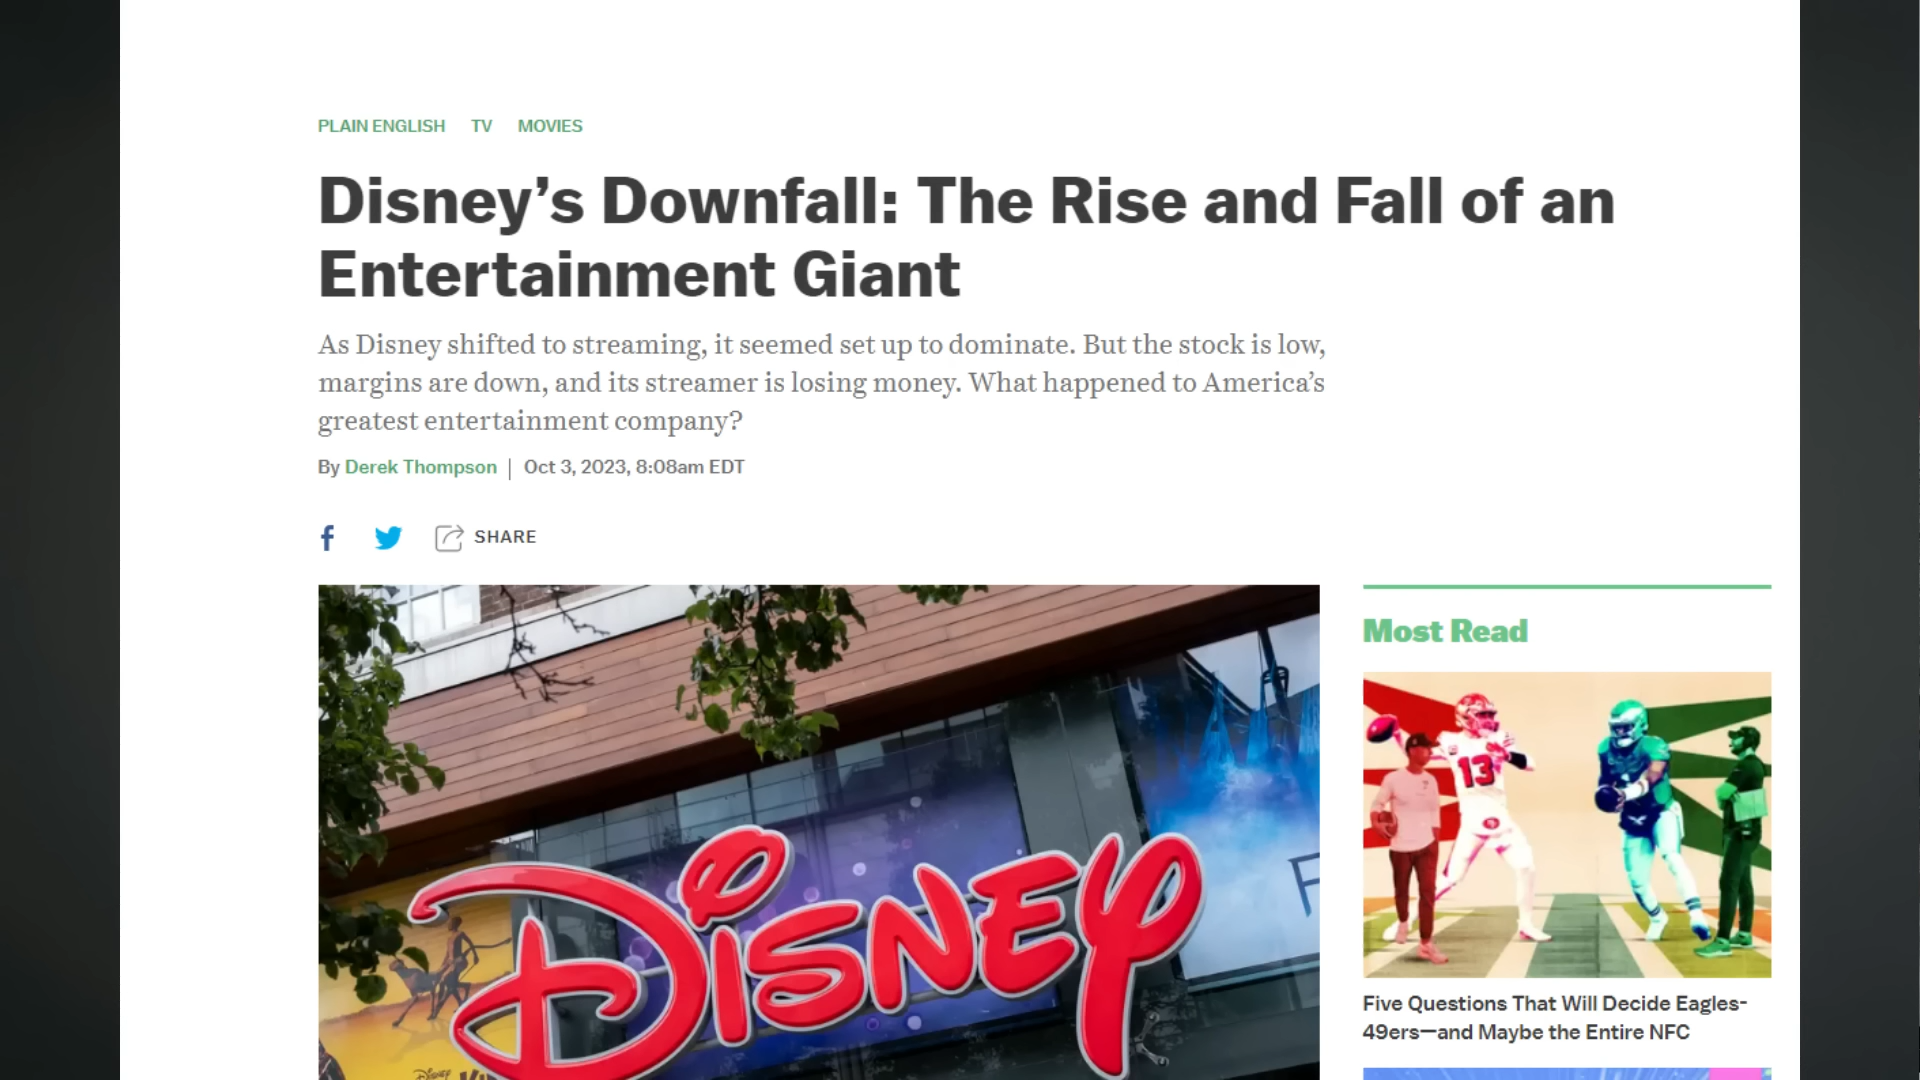 PLAIN ENGLISH TV MOVIES
Disney’s Downfall: The Rise and Fall of an
Entertainment Giant
As Disney shifted to streaming, it seemed set up to dominate. But the stock is low,
margins are down, and its streamer is losing money. What happened to America’s
greatest entertainment company?
By Derek Thompson | Oct 3, 2023, 8:08am EDT
SHARE
Most Read
13
DISNEY
F
DISNEY
Five Questions That Will Decide Eagles-
49ers—and Maybe the Entire NFC